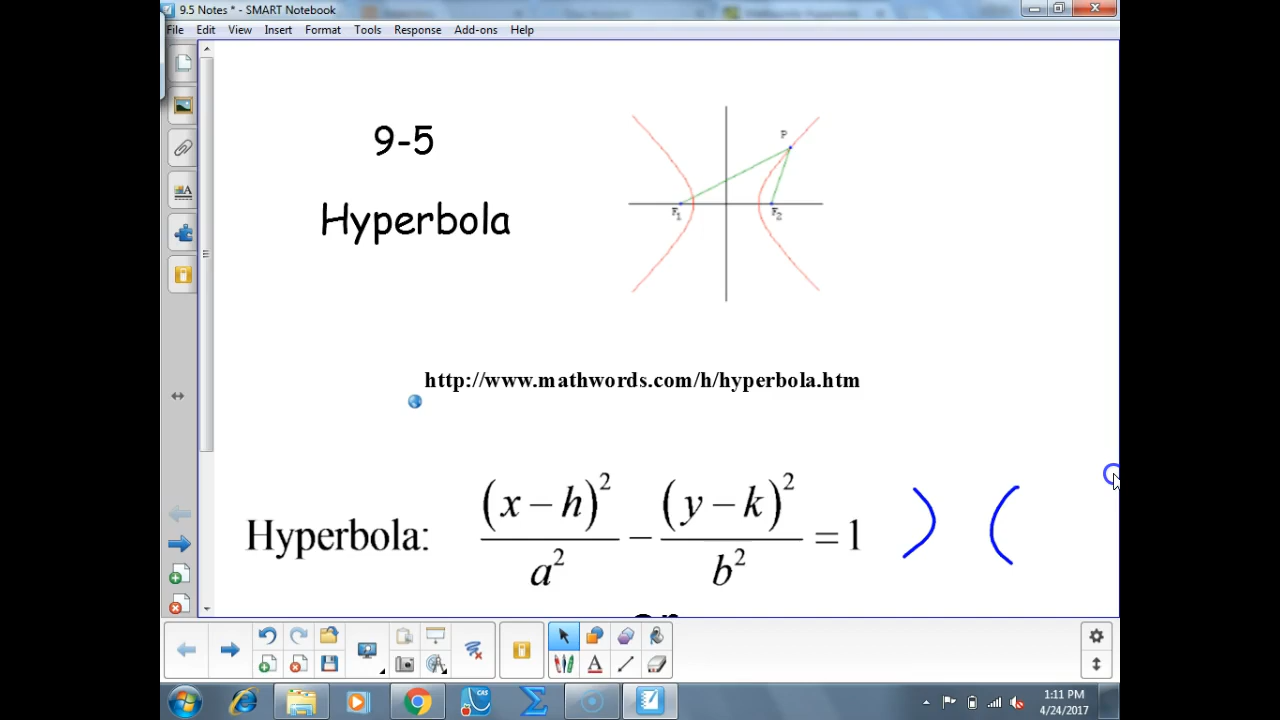 9.5 Notes * - SMART Notebook
File Edit View Insert Format Tools Response Add-ons Help
9-5
Hyperbola
P
F₁ F₂
http://www.mathwords.com/h/hyperbola.htm
Hyperbola: (x – h)² / a² – (y – k)² / b² = 1
or
CAS
1:11 PM
4/24/2017